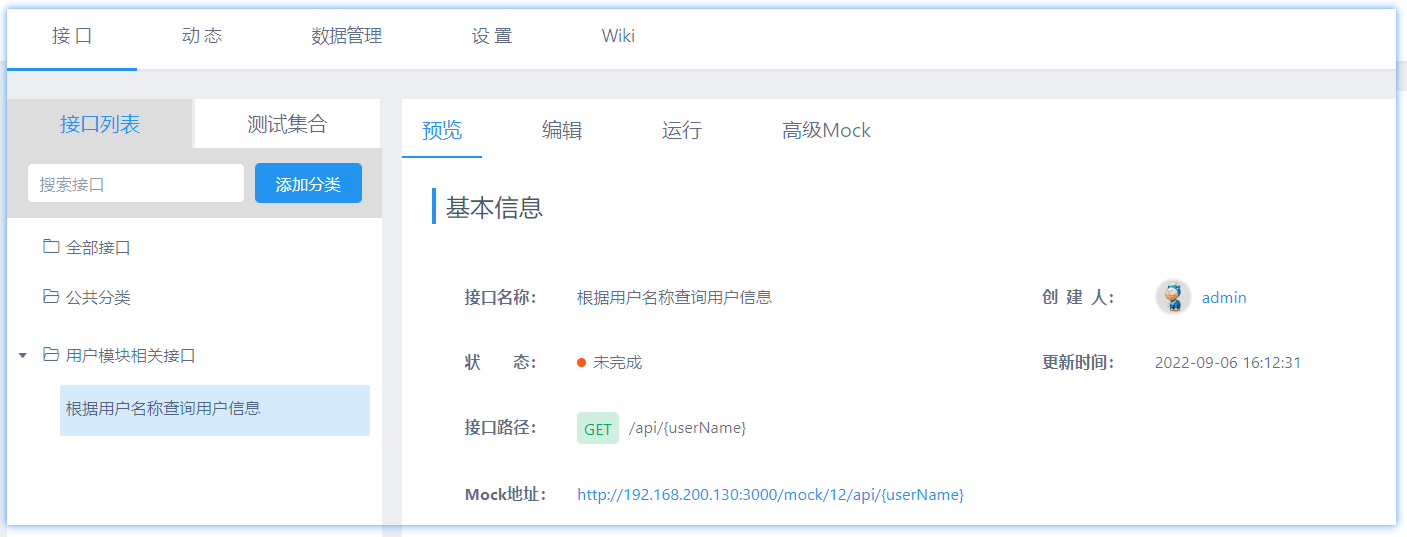 接 口 动 态 数据管理 设 置 Wiki
接口列表 测试集合
搜索接口 添加分类
全部接口
公共分类
用户模块相关接口
根据用户名称查询用户信息
预览 编辑 运行 高级Mock
基本信息
接口名称： 根据用户名称查询用户信息 创 建 人： admin
状 态： 未完成 更新时间： 2022-09-06 16:12:31
接口路径： GET /api/{userName}
Mock地址： http://192.168.200.130:3000/mock/12/api/{userName}